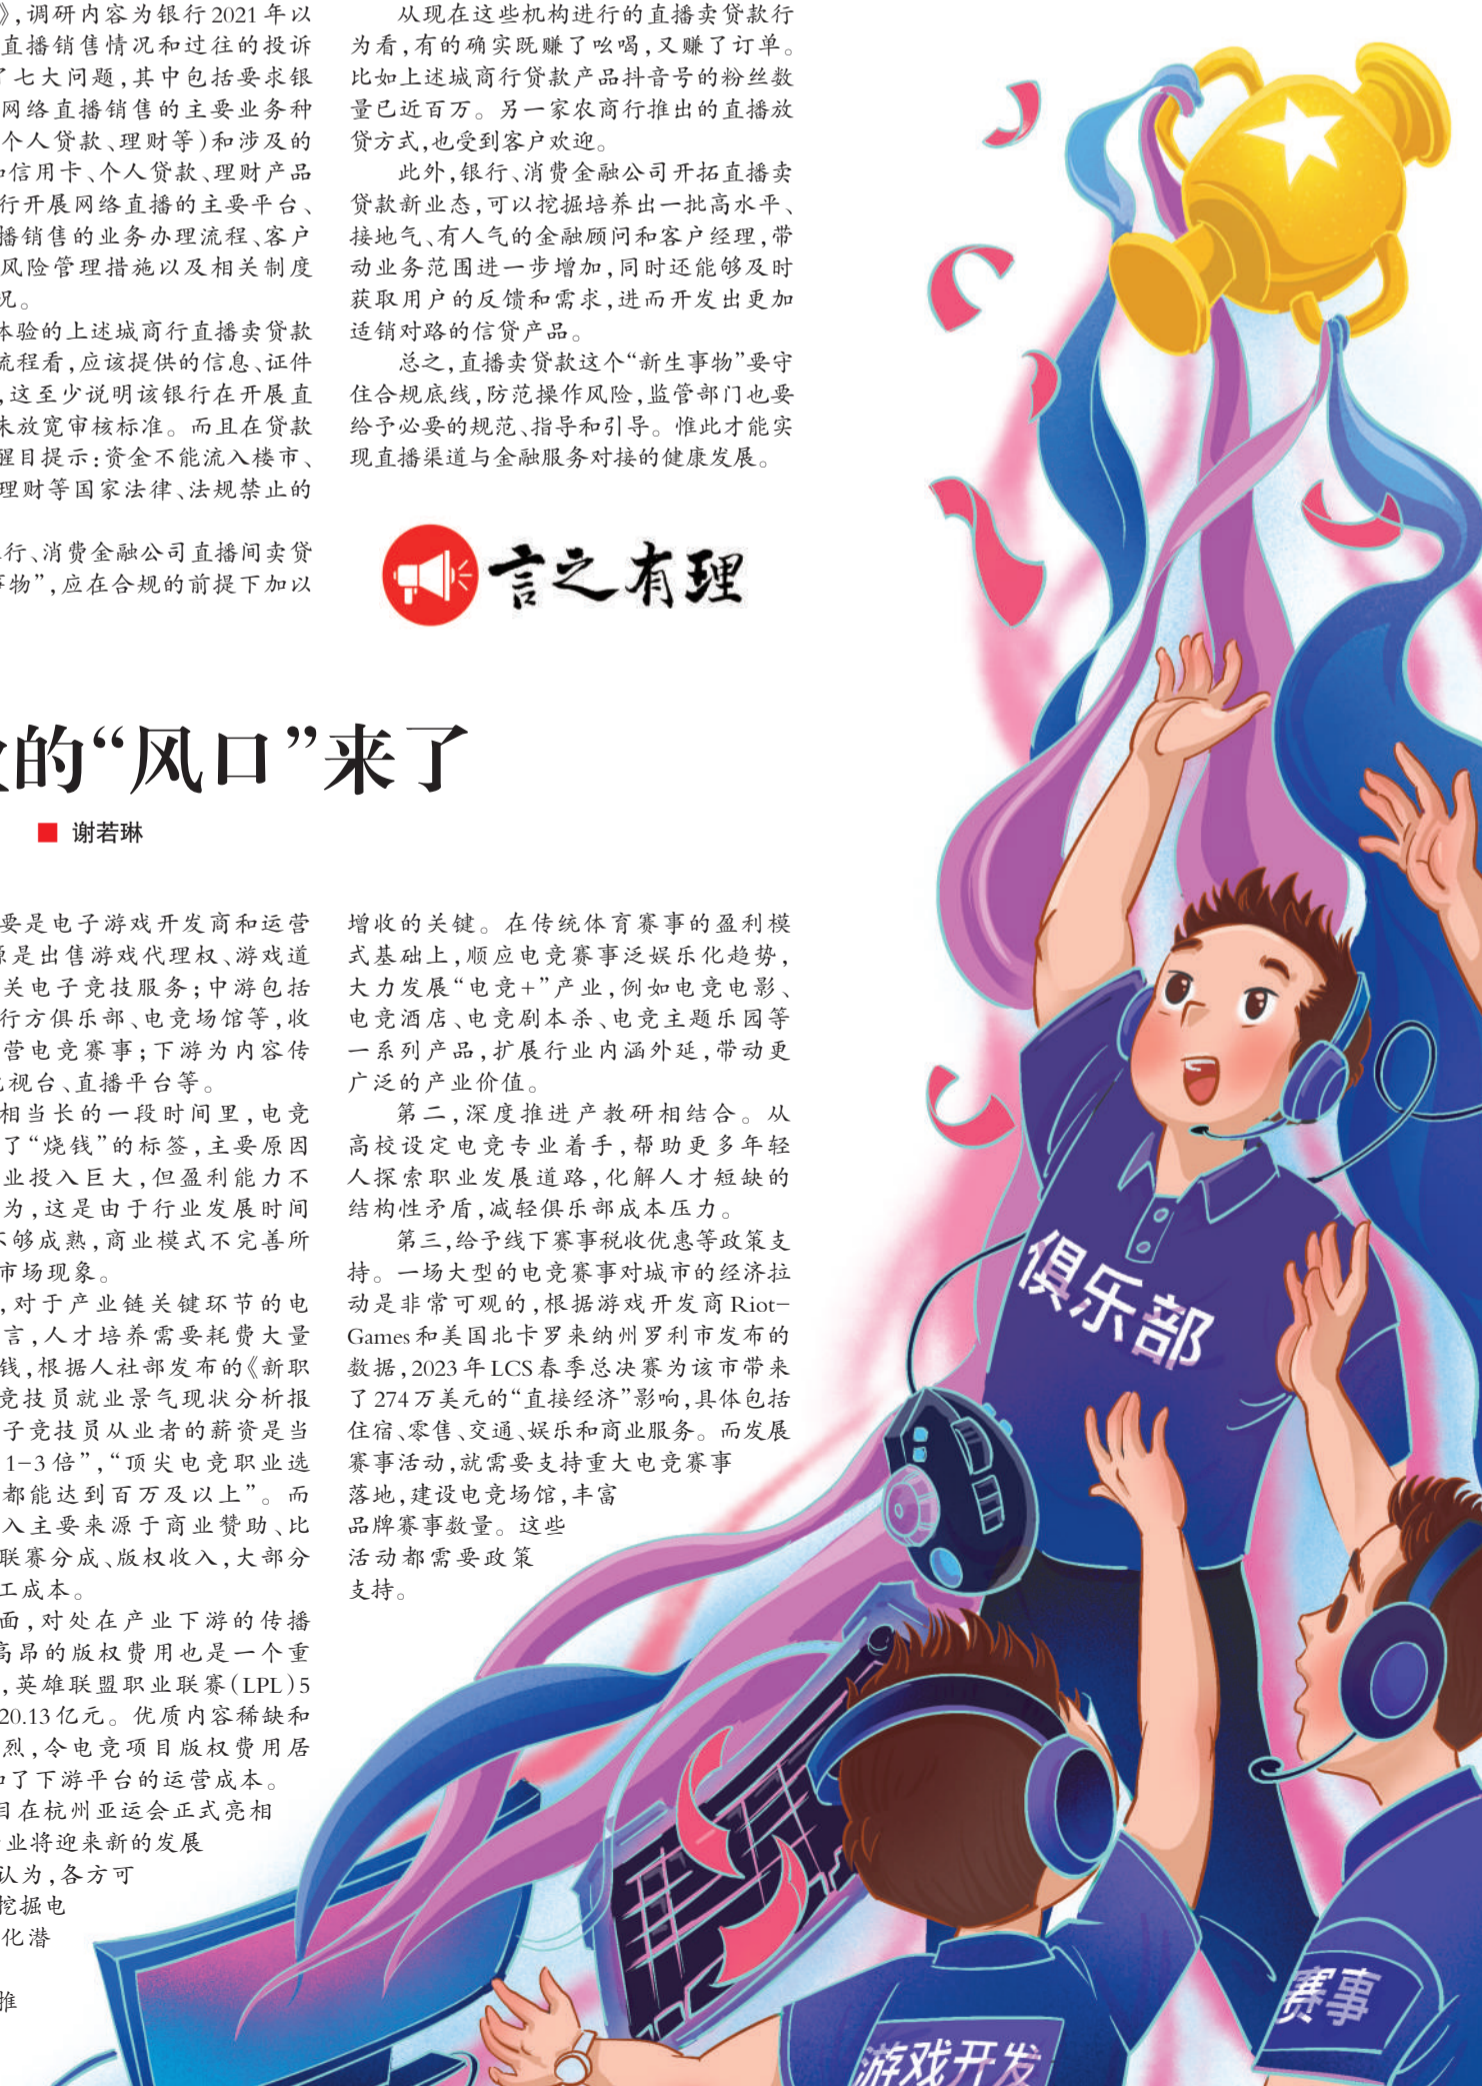 》，调研内容为银行2021年以
直播销售情况和过往的投诉
了七大问题，其中包括要求银
网络直播销售的主要业务种
个人贷款、理财等）和涉及的
信用卡、个人贷款、理财产品
行开展网络直播的主要平台、
播销售的业务办理流程、客户
风险管理措施以及相关制度
况。
体验的上述城商行直播卖贷款
流程看，应该提供的信息、证件
，这至少说明该银行在开展直
未放宽审核标准。而且在贷款
醒目提示：资金不能流入楼市、
理财等国家法律、法规禁止的
行、消费金融公司直播间卖贷
事物”，应在合规的前提下加以
从现在这些机构进行的直播卖贷款行
为看，有的确实既赚了吆喝，又赚了订单。
比如上述城商行贷款产品抖音号的粉丝数
量已近百万。另一家农商行推出的直播放
贷方式，也受到客户欢迎。
此外，银行、消费金融公司开拓直播卖
贷款新业态，可以挖掘培养出一批高水平、
接地气、有人气的金融顾问和客户经理，带
动业务范围进一步增加，同时还能够及时
获取用户的反馈和需求，进而开发出更加
适销对路的信贷产品。
总之，直播卖贷款这个“新生事物”要守
住合规底线，防范操作风险，监管部门也要
给予必要的规范、指导和引导。惟此才能实
现直播渠道与金融服务对接的健康发展。
言之有理
的“风口”来了
■ 谢若琳
要是电子游戏开发商和运营
源是出售游戏代理权、游戏道
关电子竞技服务；中游包括
行方俱乐部、电竞场馆等，收
营电竞赛事；下游为内容传
视台、直播平台等。
相当长的一段时间里，电竞
了“烧钱”的标签，主要原因
业投入巨大，但盈利能力不
为，这是由于行业发展时间
不够成熟，商业模式不完善所
市场现象。
，对于产业链关键环节的电
言，人才培养需要耗费大量
钱，根据人社部发布的《新职
竞技员就业景气现状分析报
子竞技员从业者的薪资是当
1-3倍”，“顶尖电竞职业选
都能达到百万及以上”。而
入主要来源于商业赞助、比
联赛分成、版权收入，大部分
工成本。
面，对处在产业下游的传播
高昂的版权费用也是一个重
，英雄联盟职业联赛（LPL）5
20.13亿元。优质内容稀缺和
烈，令电竞项目版权费用居
加了下游平台的运营成本。
目在杭州亚运会正式亮相
业将迎来新的发展
认为，各方可
挖掘电
化潜
推
增收的关键。在传统体育赛事的盈利模
式基础上，顺应电竞赛事泛娱乐化趋势，
大力发展“电竞+”产业，例如电竞电影、
电竞酒店、电竞剧本杀、电竞主题乐园等
一系列产品，扩展行业内涵外延，带动更
广泛的产业价值。
第二，深度推进产教研相结合。从
高校设定电竞专业着手，帮助更多年轻
人探索职业发展道路，化解人才短缺的
结构性矛盾，减轻俱乐部成本压力。
第三，给予线下赛事税收优惠等政策支
持。一场大型的电竞赛事对城市的经济拉
动是非常可观的，根据游戏开发商Riot-
Games和美国北卡罗来纳州罗利市发布的
数据，2023年LCS春季总决赛为该市带来
了274万美元的“直接经济”影响，具体包括
住宿、零售、交通、娱乐和商业服务。而发展
赛事活动，就需要支持重大电竞赛事
落地，建设电竞场馆，丰富
品牌赛事数量。这些
活动都需要政策
支持。
俱乐部
赛事
游戏开发